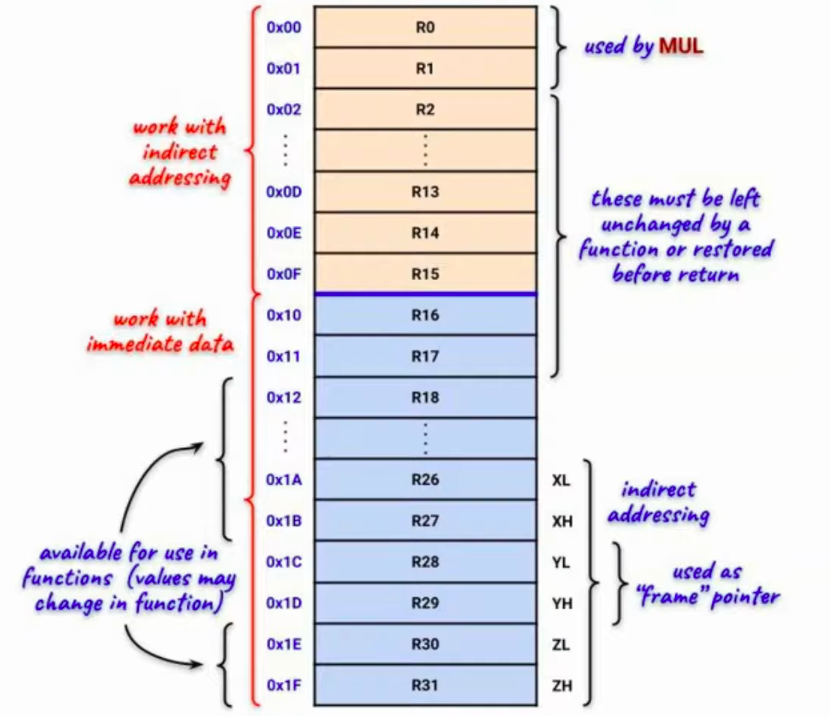 0x00 R0
0x01 R1
used by MUL
0x02 R2
work with
indirect
addressing
0x0D R13
0x0E R14
0x0F R15
these must be left
unchanged by a
function or restored
before return
work with
immediate data
0x10 R16
0x11 R17
0x12 R18
0x1A R26 XL
0x1B R27 XH
indirect
addressing
0x1C R28 YL
0x1D R29 YH
used as
"frame" pointer
available for use in
functions (values may
change in function)
0x1E R30 ZL
0x1F R31 ZH